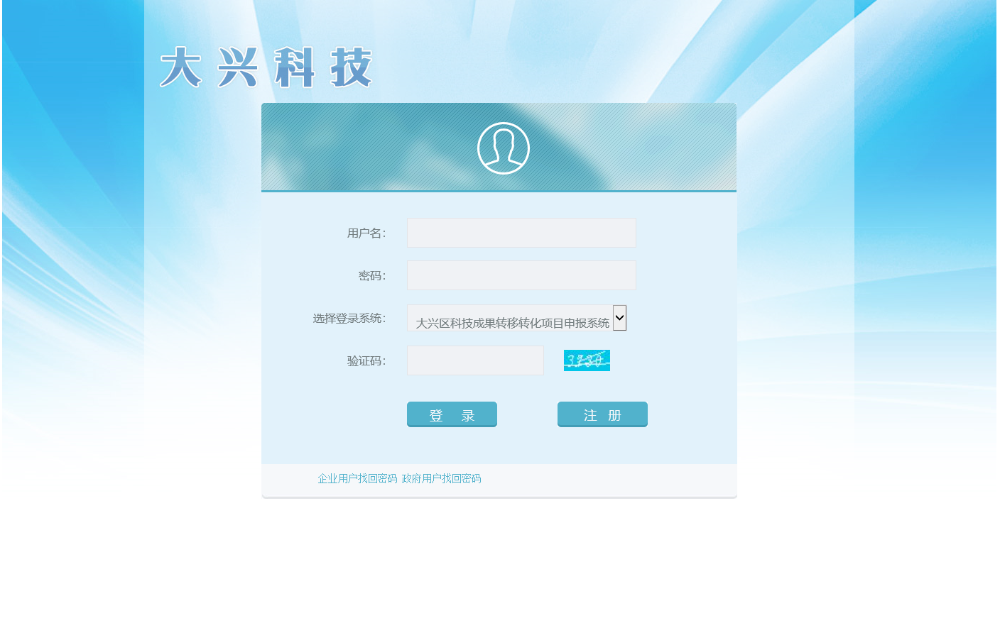 大兴科技
用户名：
密码：
选择登录系统：
大兴区科技成果转移转化项目申报系统
验证码：
登 录 注 册
企业用户找回密码 政府用户找回密码